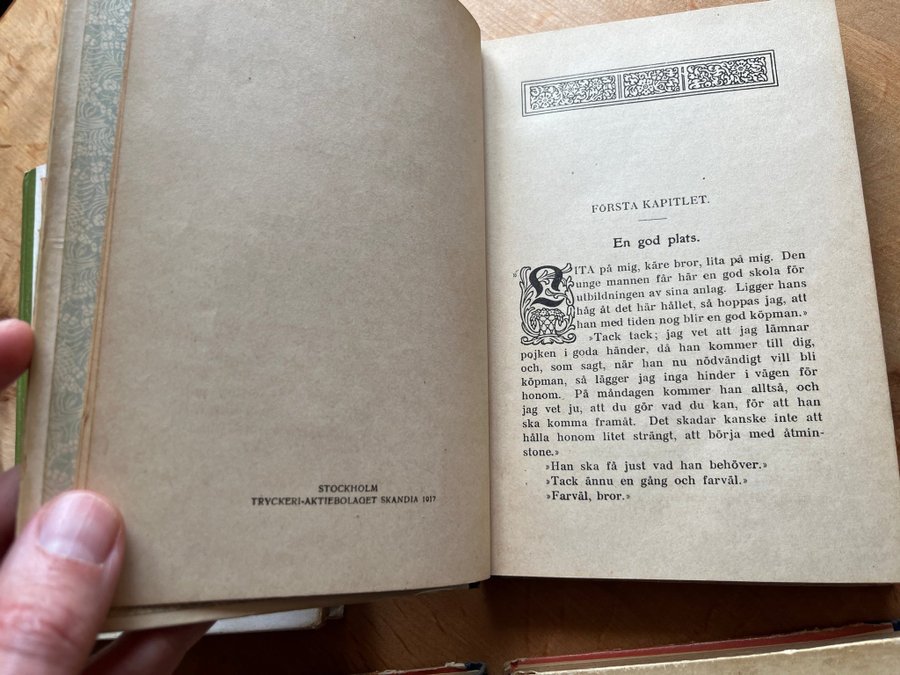 STOCKHOLM
TRYCKERI-AKTIEBOLAGET SKANDIA 1917
FÖRSTA KAPITLET.
En god plats.
»LITA på mig, käre bror, lita på mig. Den
unge mannen får här en god skola för
utbildningen av sina anlag. Ligger hans
håg åt det här hållet, så hoppas jag, att
han med tiden nog blir en god köpman.»
»Tack tack; jag vet att jag lämnar
pojken i goda händer, då han kommer till dig,
och, som sagt, när han nu nödvändigt vill bli
köpman, så lägger jag inga hinder i vägen för
honom. På måndagen kommer han alltså, och
jag vet ju, att du gör vad du kan, för att han
ska komma framåt. Det skadar kanske inte att
hålla honom litet strängt, att börja med åtmin-
stone.»
»Han ska få just vad han behöver.»
»Tack ännu en gång och farväl.»
»Farväl, bror.»